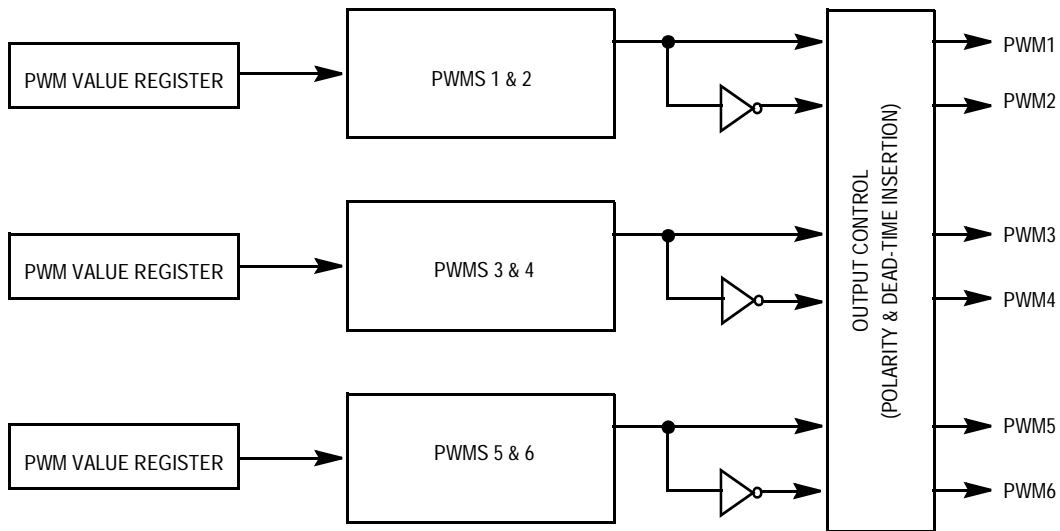 PWM VALUE REGISTER
PWMS 1 & 2
PWM1
PWM2
PWM VALUE REGISTER
PWMS 3 & 4
PWM3
PWM4
PWM VALUE REGISTER
PWMS 5 & 6
PWM5
PWM6
OUTPUT CONTROL
(POLARITY & DEAD-TIME INSERTION)